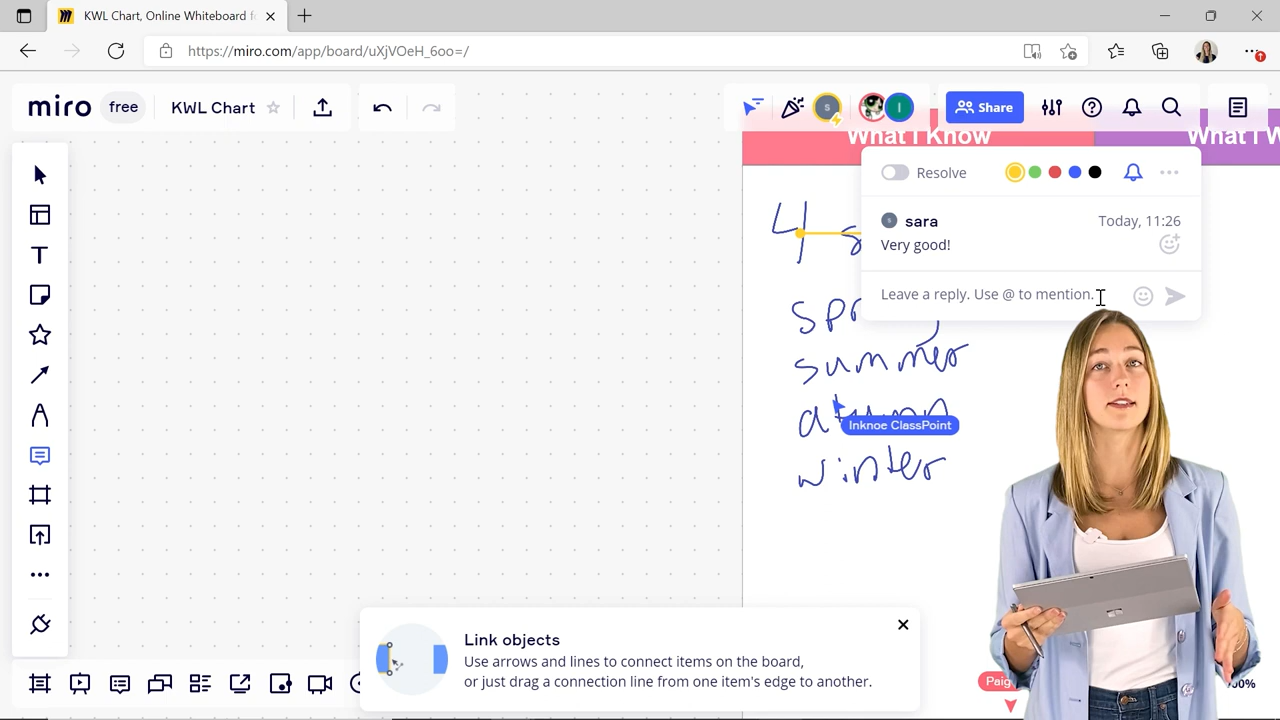 KWL Chart, Online Whiteboard f
https://miro.com/app/board/uXjVOeH_6oo=/
miro free KWL Chart
S I Share
What I Know What I W
Resolve
sara Today, 11:26
Very good!
Leave a reply. Use @ to mention.
4 s
spr
summer
Inknoe ClassPoint
winter
Link objects
Use arrows and lines to connect items on the board,
or just drag a connection line from one item's edge to another.
Paig